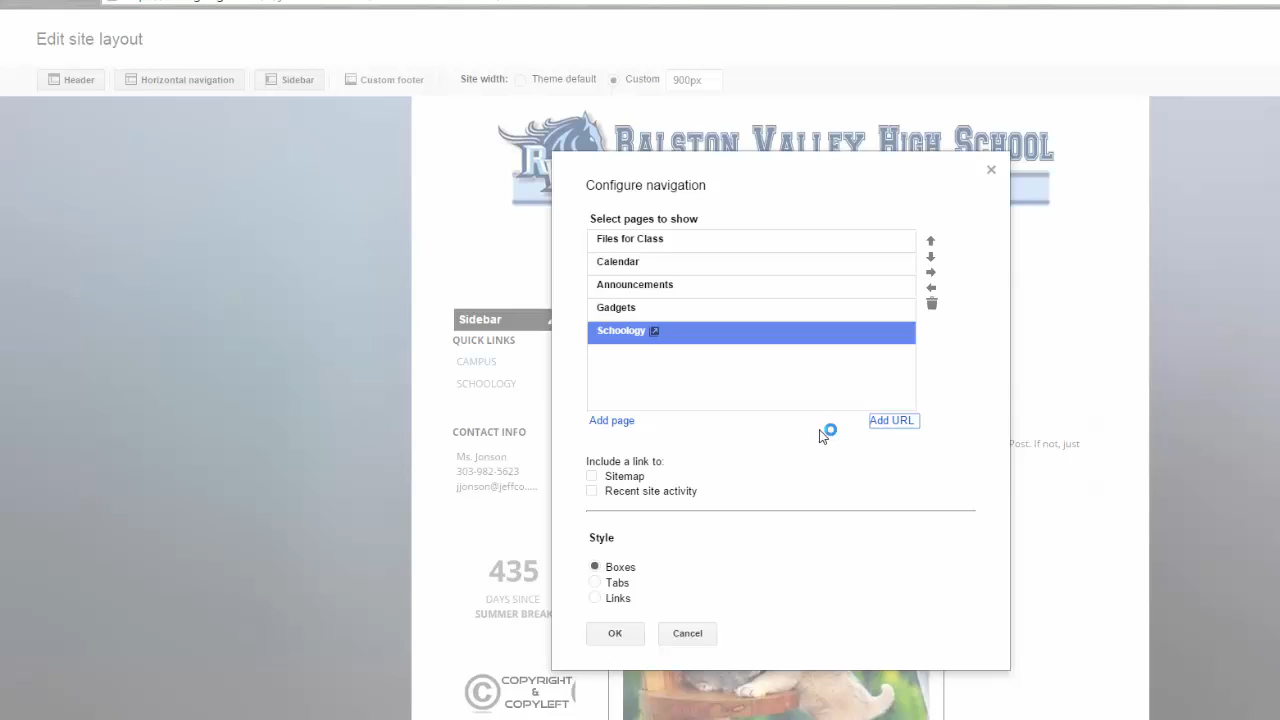 Edit site layout
Header
Horizontal navigation
Sidebar
Custom footer
Site width:
Theme default
Custom
900px
RALSTON VALLEY HIGH SCHOOL
Configure navigation
Select pages to show
Files for Class
Calendar
Announcements
Gadgets
Schoology
Add page
Add URL
Include a link to:
Sitemap
Recent site activity
Style
Boxes
Tabs
Links
OK
Cancel
Sidebar
QUICK LINKS
CAMPUS
SCHOOLOGY
CONTACT INFO
Ms. Jonson
303-982-5623
jjonson@jeffco.....
Post. If not, just
435
DAYS SINCE
SUMMER BREAK
COPYRIGHT
&
COPYLEFT